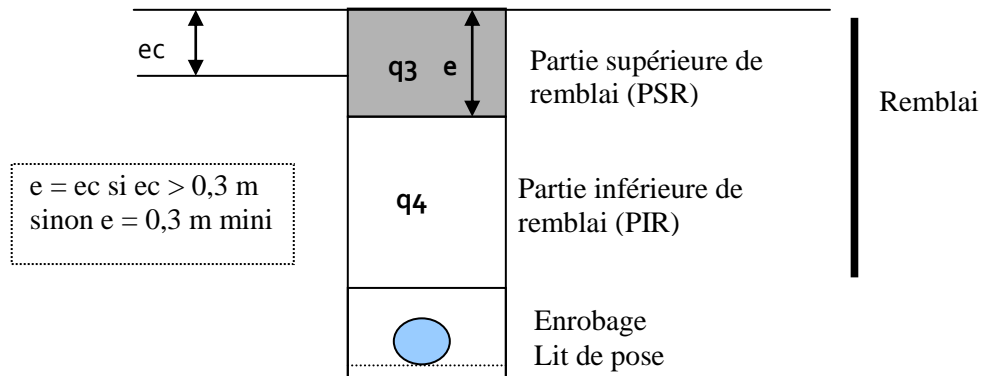 ec
q3 e
Partie supérieure de
remblai (PSR)
Remblai
e = ec si ec > 0,3 m
sinon e = 0,3 m mini
q4
Partie inférieure de
remblai (PIR)
Enrobage
Lit de pose